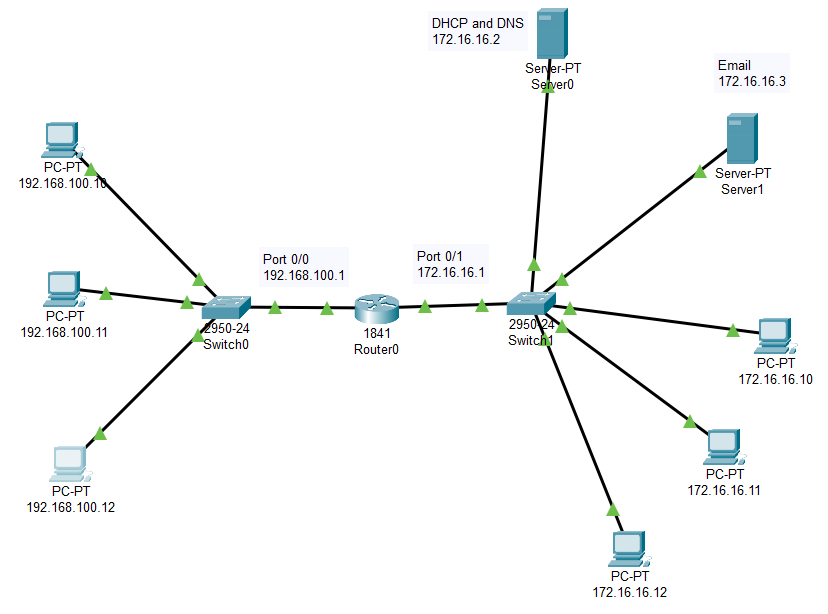 DHCP and DNS
172.16.16.2
Server-PT
Server0
Email
172.16.16.3
Server-PT
Server1
PC-PT
192.168.100.10
Port 0/0
192.168.100.1
Port 0/1
172.16.16.1
PC-PT
192.168.100.11
2950-24
Switch0
1841
Router0
2950-24
Switch1
PC-PT
172.16.16.10
PC-PT
172.16.16.11
PC-PT
192.168.100.12
PC-PT
172.16.16.12